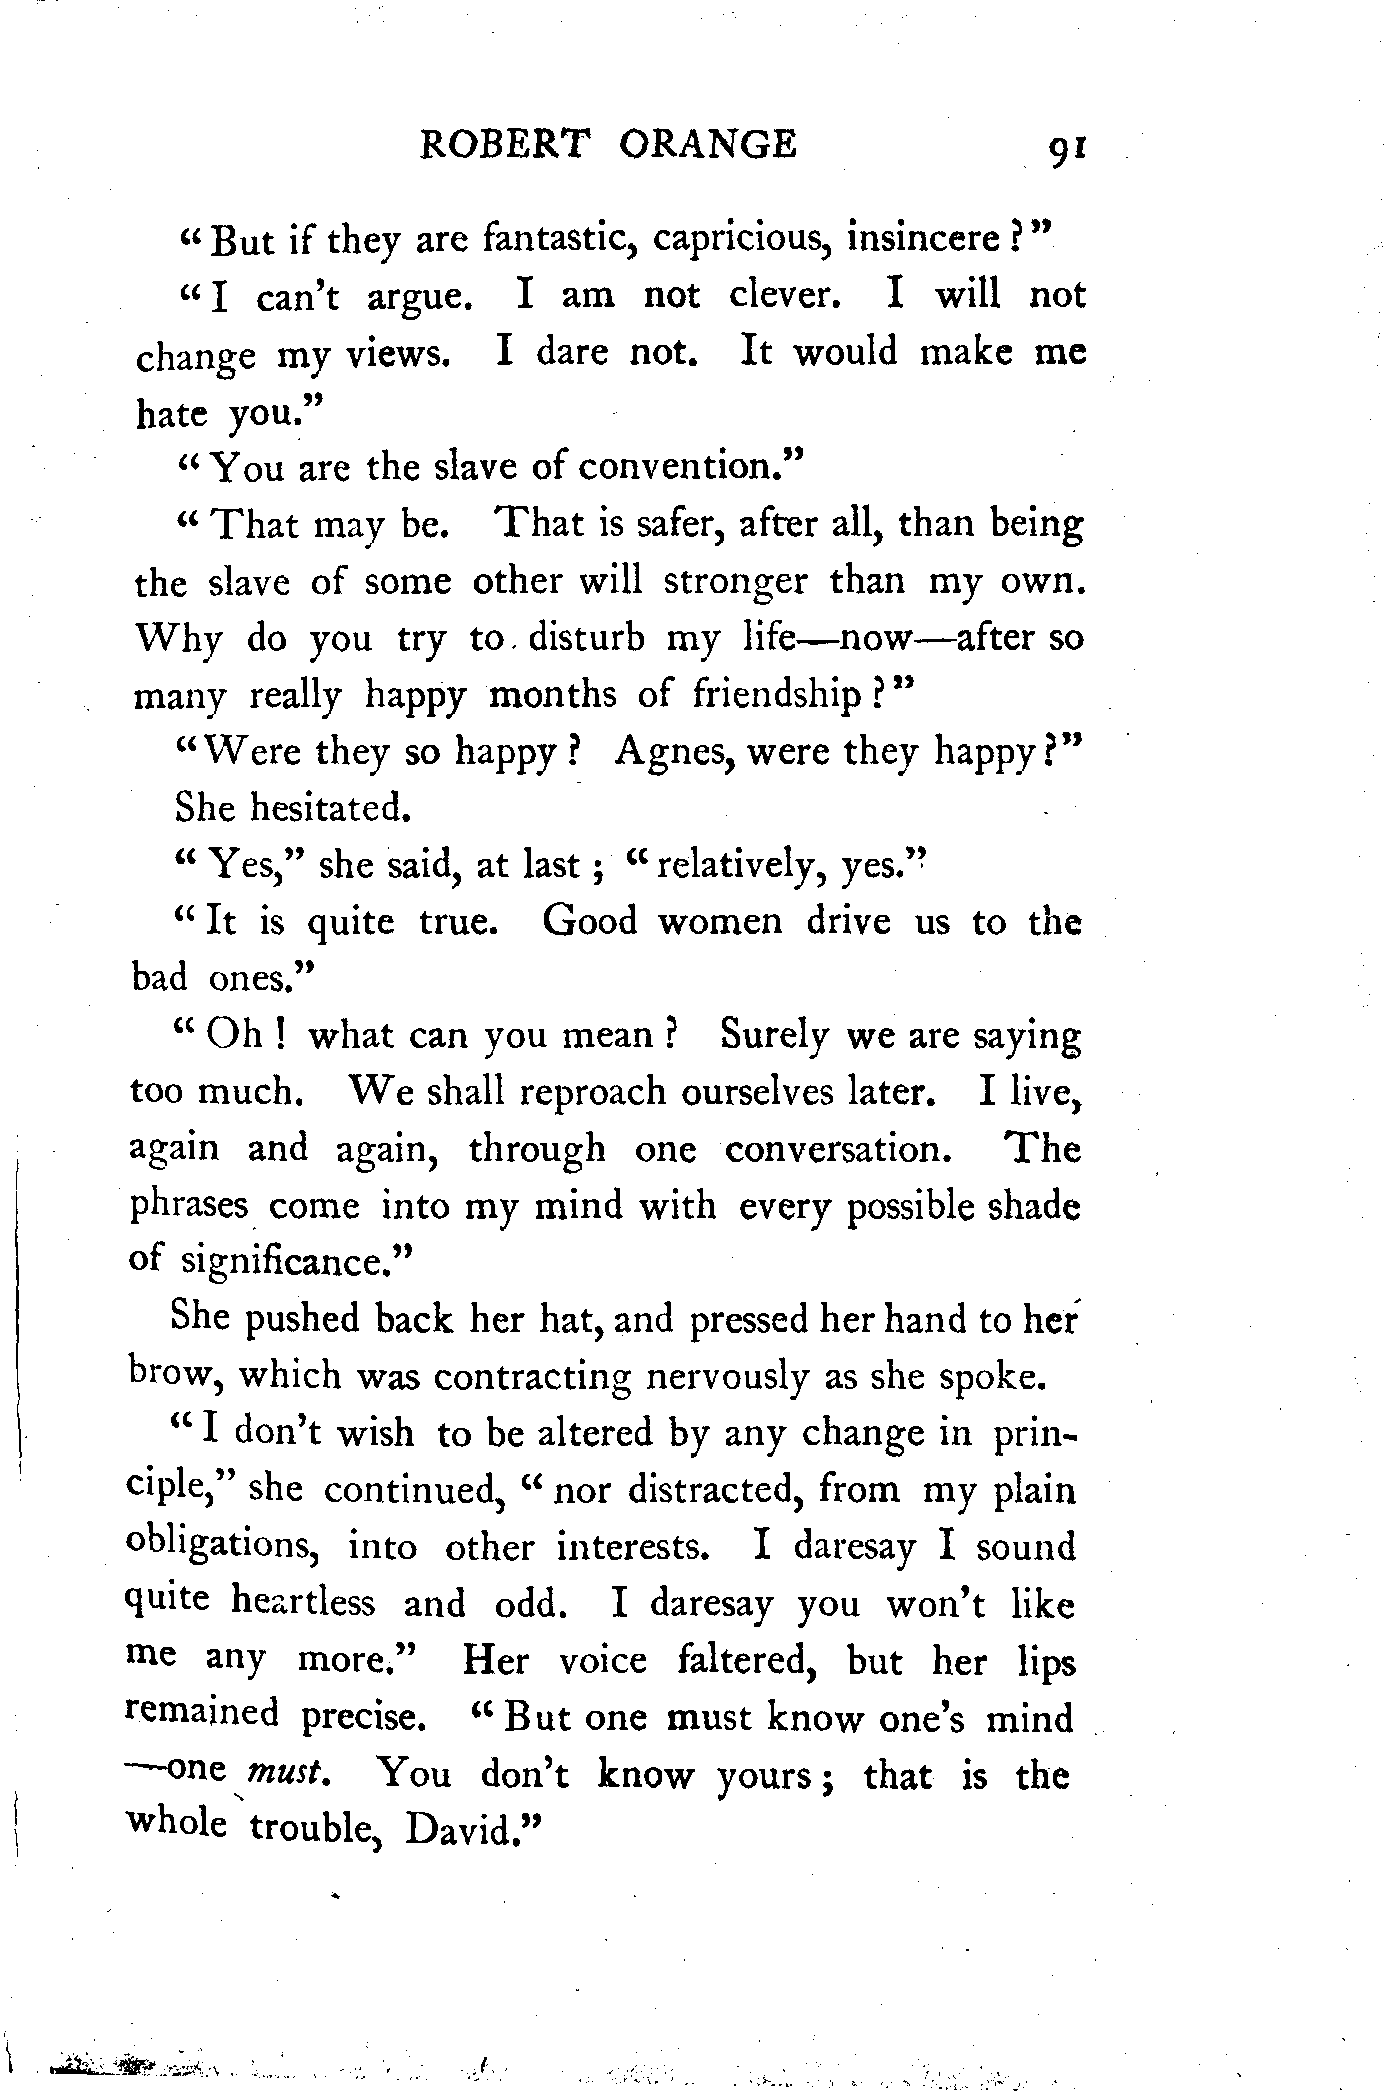 ROBERT ORANGE 91
"But if they are fantastic, capricious, insincere?"
"I can't argue. I am not clever. I will not
change my views. I dare not. It would make me
hate you."
"You are the slave of convention."
"That may be. That is safer, after all, than being
the slave of some other will stronger than my own.
Why do you try to disturb my life—now—after so
many really happy months of friendship?"
"Were they so happy? Agnes, were they happy?"
She hesitated.
"Yes," she said, at last; "relatively, yes."
"It is quite true. Good women drive us to the
bad ones."
"Oh! what can you mean? Surely we are saying
too much. We shall reproach ourselves later. I live,
again and again, through one conversation. The
phrases come into my mind with every possible shade
of significance."
She pushed back her hat, and pressed her hand to her
brow, which was contracting nervously as she spoke.
"I don't wish to be altered by any change in prin-
ciple," she continued, "nor distracted, from my plain
obligations, into other interests. I daresay I sound
quite heartless and odd. I daresay you won't like
me any more." Her voice faltered, but her lips
remained precise. "But one must know one's mind
—one must. You don't know yours; that is the
whole trouble, David."